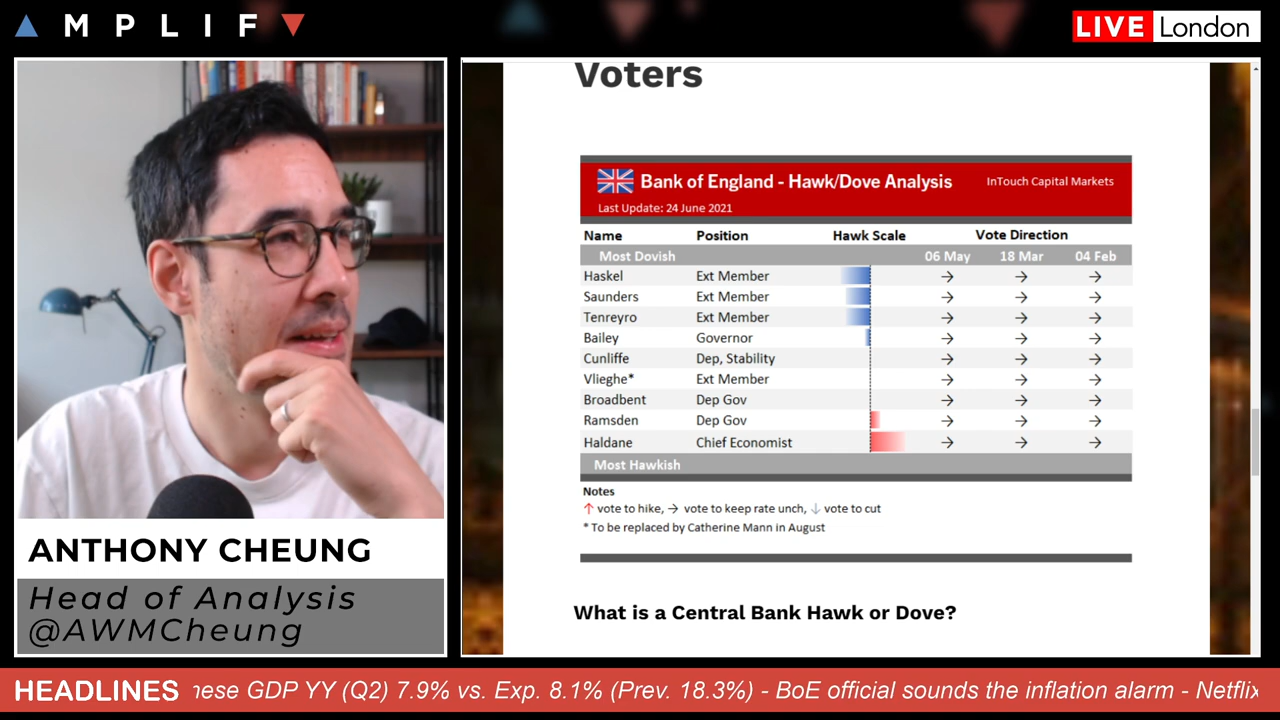 AMPLIFY
LIVE London
Voters
Bank of England - Hawk/Dove Analysis
InTouch Capital Markets
Last Update: 24 June 2021
Name Position Hawk Scale Vote Direction
Most Dovish 06 May 18 Mar 04 Feb
Haskel Ext Member → → →
Saunders Ext Member → → →
Tenreyro Ext Member → → →
Bailey Governor → → →
Cunliffe Dep, Stability → → →
Vlieghe* Ext Member → → →
Broadbent Dep Gov → → →
Ramsden Dep Gov → → →
Haldane Chief Economist → → →
Most Hawkish
Notes
↑ vote to hike, → vote to keep rate unch, ↓ vote to cut
* To be replaced by Catherine Mann in August
What is a Central Bank Hawk or Dove?
ANTHONY CHEUNG
Head of Analysis
@AWMCheung
HEADLINES nese GDP YY (Q2) 7.9% vs. Exp. 8.1% (Prev. 18.3%) - BoE official sounds the inflation alarm - Netflix